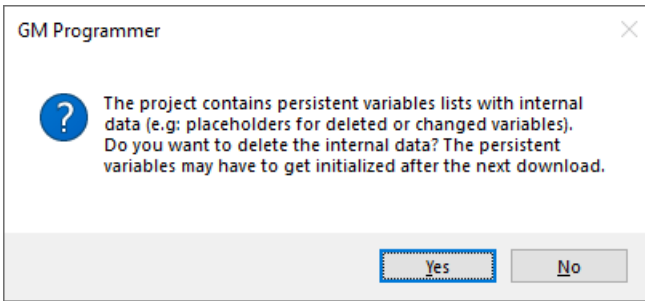 GM Programmer
The project contains persistent variables lists with internal
data (e.g: placeholders for deleted or changed variables).
Do you want to delete the internal data? The persistent
variables may have to get initialized after the next download.
Yes
No